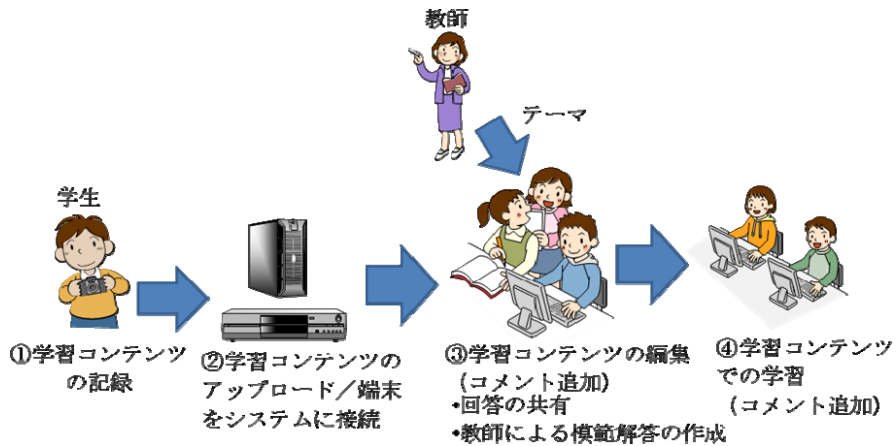 教師
テーマ
学生
①学習コンテンツ
の記録
②学習コンテンツの
アップロード／端末
をシステムに接続
③学習コンテンツの編集
（コメント追加）
•回答の共有
•教師による模範解答の作成
④学習コンテンツ
での学習
（コメント追加）